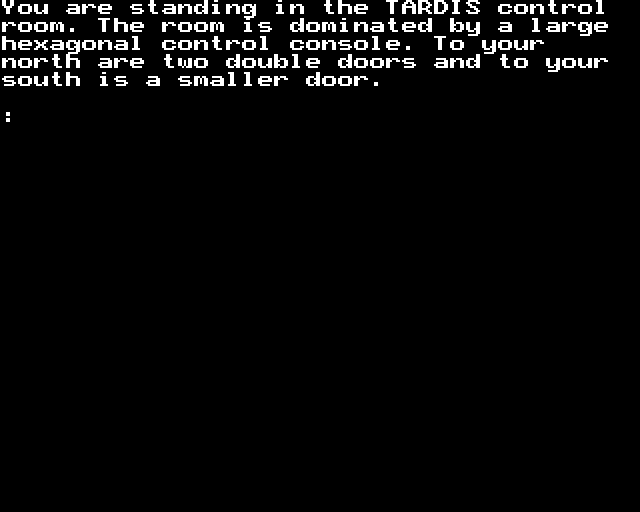 You are standing in the TARDIS control
room. The room is dominated by a large
hexagonal control console. To your
north are two double doors and to your
south is a smaller door.
: